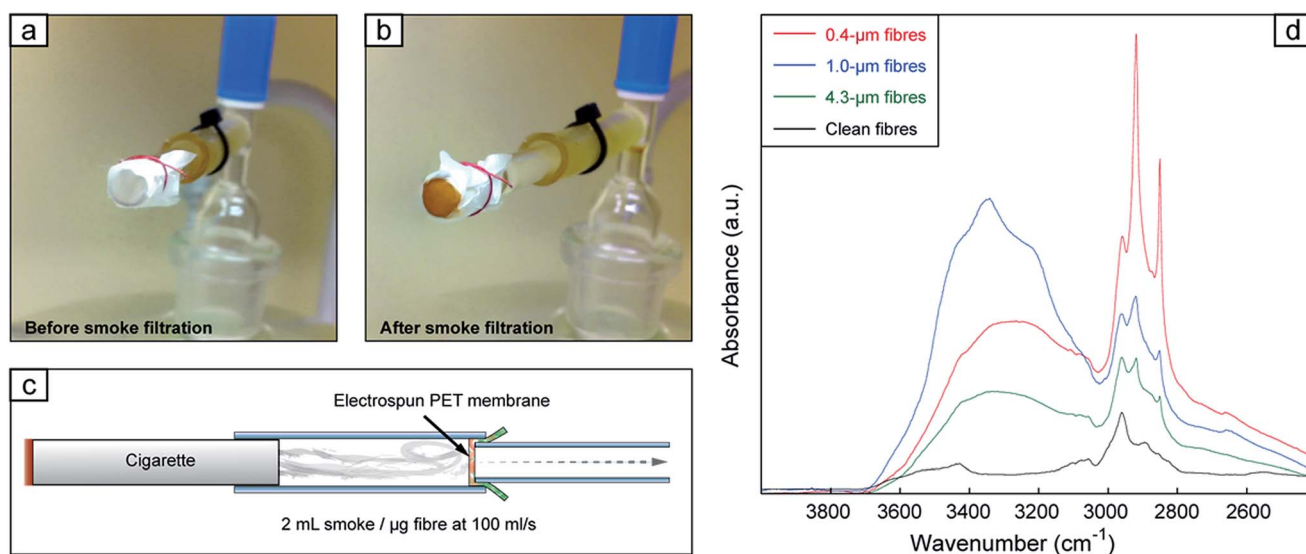 a
Before smoke filtration
b
After smoke filtration
c
Electrospun PET membrane
Cigarette
2 mL smoke / µg fibre at 100 ml/s
d
0.4-µm fibres
1.0-µm fibres
4.3-µm fibres
Clean fibres
Absorbance (a.u.)
3800 3600 3400 3200 3000 2800 2600
Wavenumber (cm⁻¹)